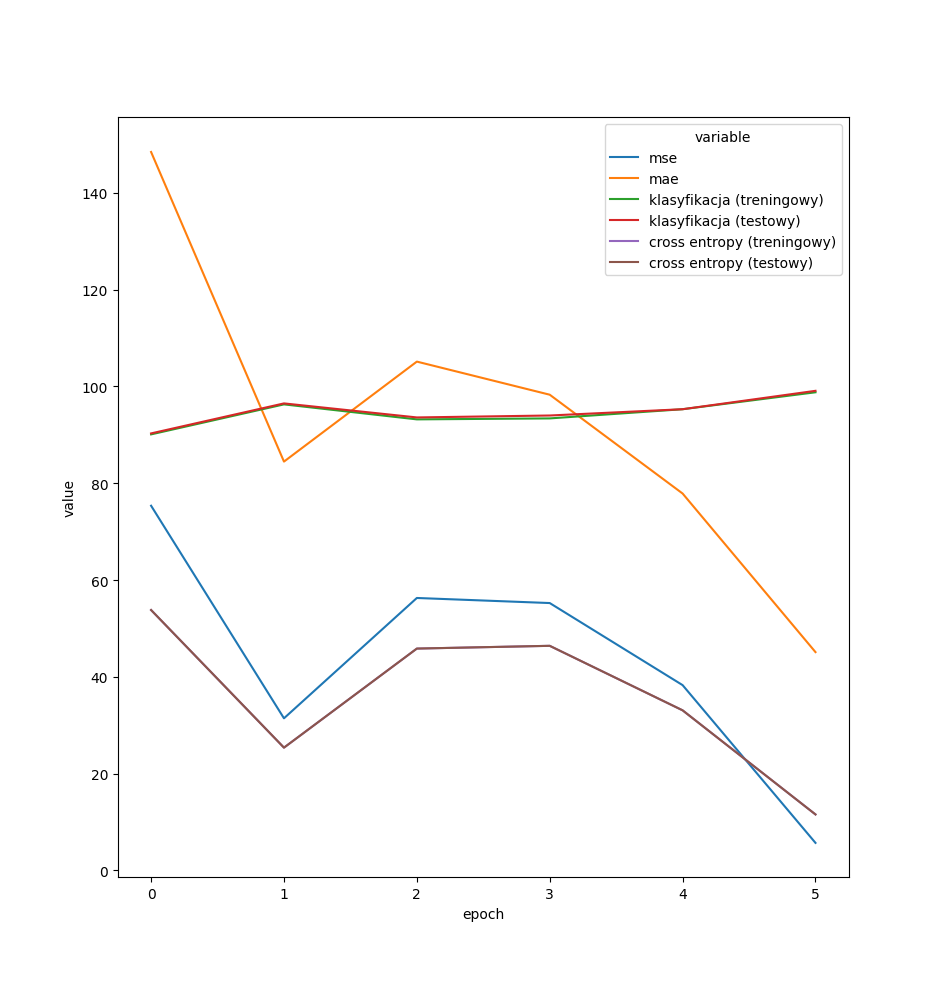 variable
mse
mae
klasyfikacja (treningowy)
klasyfikacja (testowy)
cross entropy (treningowy)
cross entropy (testowy)
value
140
120
100
80
60
40
20
0
0 1 2 3 4 5
epoch